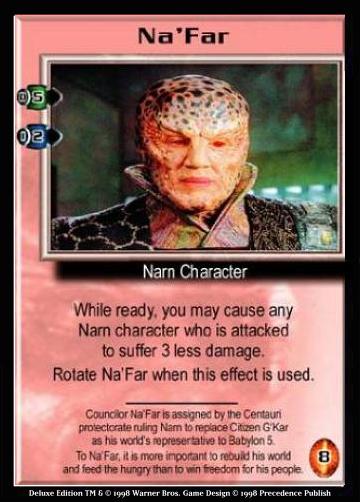 Na'Far
5
2
Narn Character
While ready, you may cause any
Narn character who is attacked
to suffer 3 less damage.
Rotate Na'Far when this effect is used.
Councilor Na'Far is assigned by the Centauri
protectorate ruling Narn to replace Citizen G'Kar
as his world's representative to Babylon 5.
To Na'Far, it is more important to rebuild his world
and feed the hungry than to win freedom for his people.
8
Deluxe Edition TM & © 1998 Warner Bros. Game Design © 1998 Precedence Publish